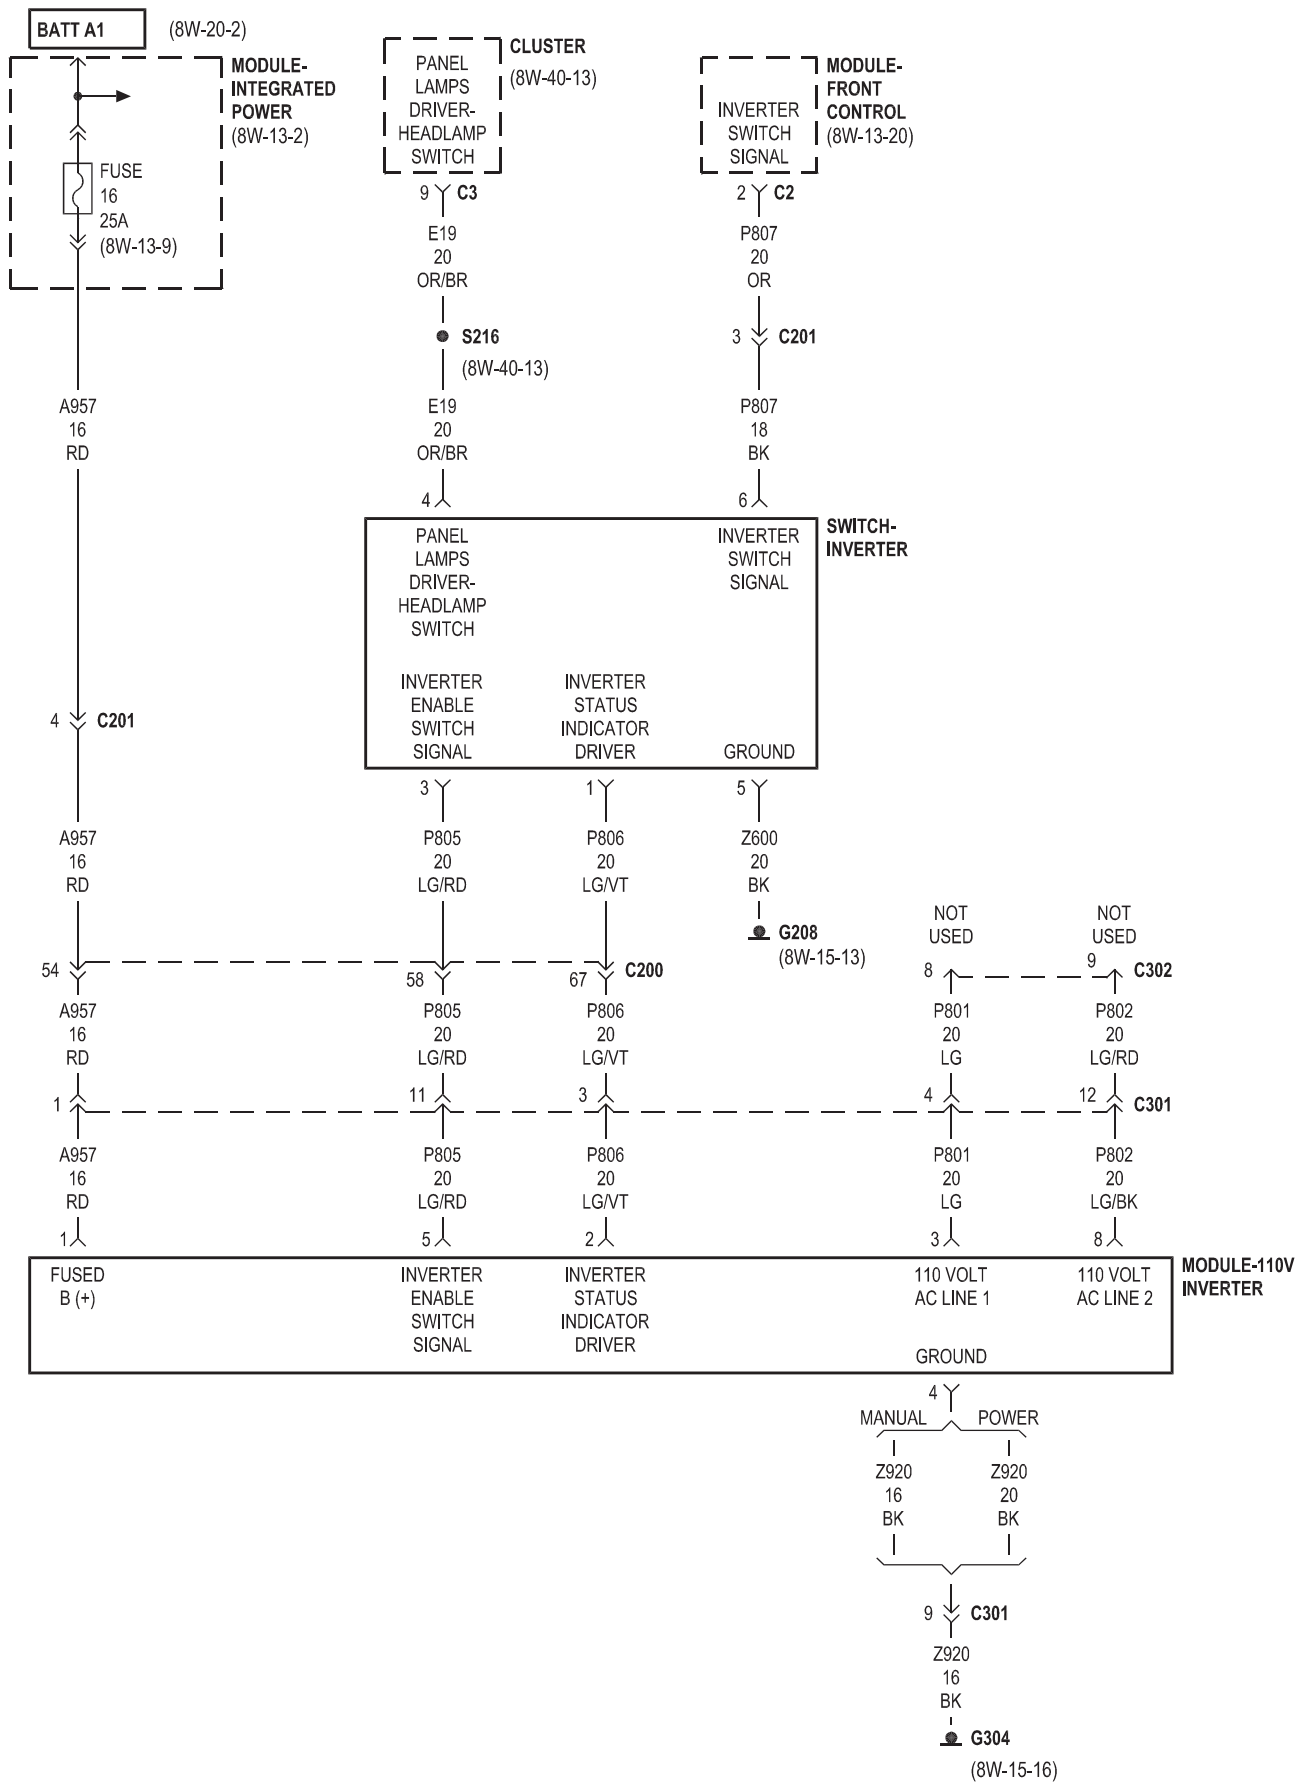 BATT A1
(8W-20-2)
MODULE-
INTEGRATED
POWER
(8W-13-2)
FUSE
16
25A
(8W-13-9)
PANEL
LAMPS
DRIVER-
HEADLAMP
SWITCH
CLUSTER
(8W-40-13)
INVERTER
SWITCH
SIGNAL
MODULE-
FRONT
CONTROL
(8W-13-20)
9 C3
2 C2
E19
20
OR/BR
P807
20
OR
S216
(8W-40-13)
3 C201
A957
16
RD
E19
20
OR/BR
P807
18
BK
4
6
PANEL
LAMPS
DRIVER-
HEADLAMP
SWITCH
INVERTER
SWITCH
SIGNAL
SWITCH-
INVERTER
INVERTER
ENABLE
SWITCH
SIGNAL
INVERTER
STATUS
INDICATOR
DRIVER
GROUND
4 C201
3
1
5
A957
16
RD
P805
20
LG/RD
P806
20
LG/VT
Z600
20
BK
G208
(8W-15-13)
NOT
USED
NOT
USED
54
58
67
C200
8
9
C302
A957
16
RD
P805
20
LG/RD
P806
20
LG/VT
P801
20
LG
P802
20
LG/RD
1
11
3
4
12
C301
A957
16
RD
P805
20
LG/RD
P806
20
LG/VT
P801
20
LG
P802
20
LG/BK
1
5
2
3
8
FUSED
B (+)
INVERTER
ENABLE
SWITCH
SIGNAL
INVERTER
STATUS
INDICATOR
DRIVER
110 VOLT
AC LINE 1
110 VOLT
AC LINE 2
GROUND
MODULE-110V
INVERTER
4
MANUAL
POWER
Z920
16
BK
Z920
20
BK
9 C301
Z920
16
BK
G304
(8W-15-16)